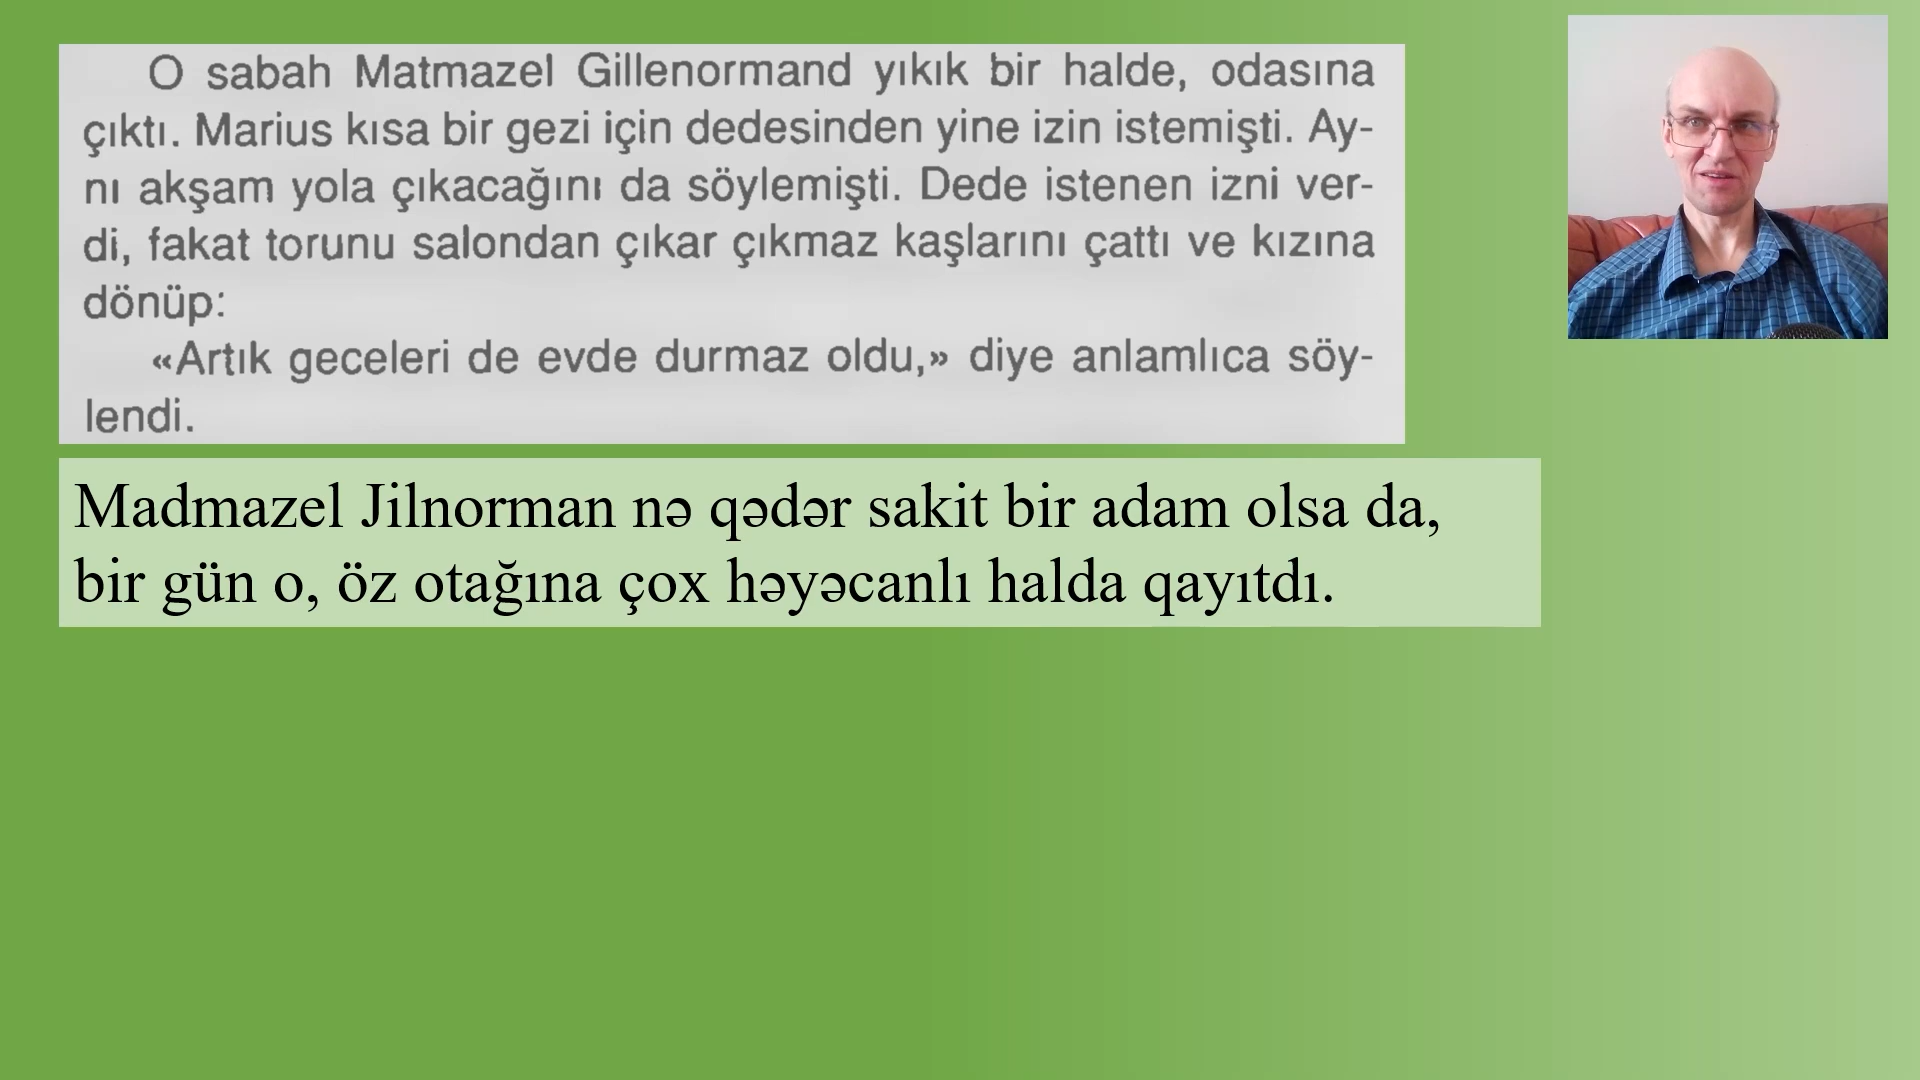 O sabah Matmazel Gillenormand yıkık bir halde, odasına
çıktı. Marius kısa bir gezi için dedesinden yine izin istemişti. Ay-
nı akşam yola çıkacağını da söylemişti. Dede istenen izni ver-
di, fakat torunu salondan çıkar çıkmaz kaşlarını çattı ve kızına
dönüp:
«Artık geceleri de evde durmaz oldu,» diye anlamlıca söy-
lendi.
Madmazel Jilnorman nə qədər sakit bir adam olsa da,
bir gün o, öz otağına çox həyəcanlı halda qayıtdı.